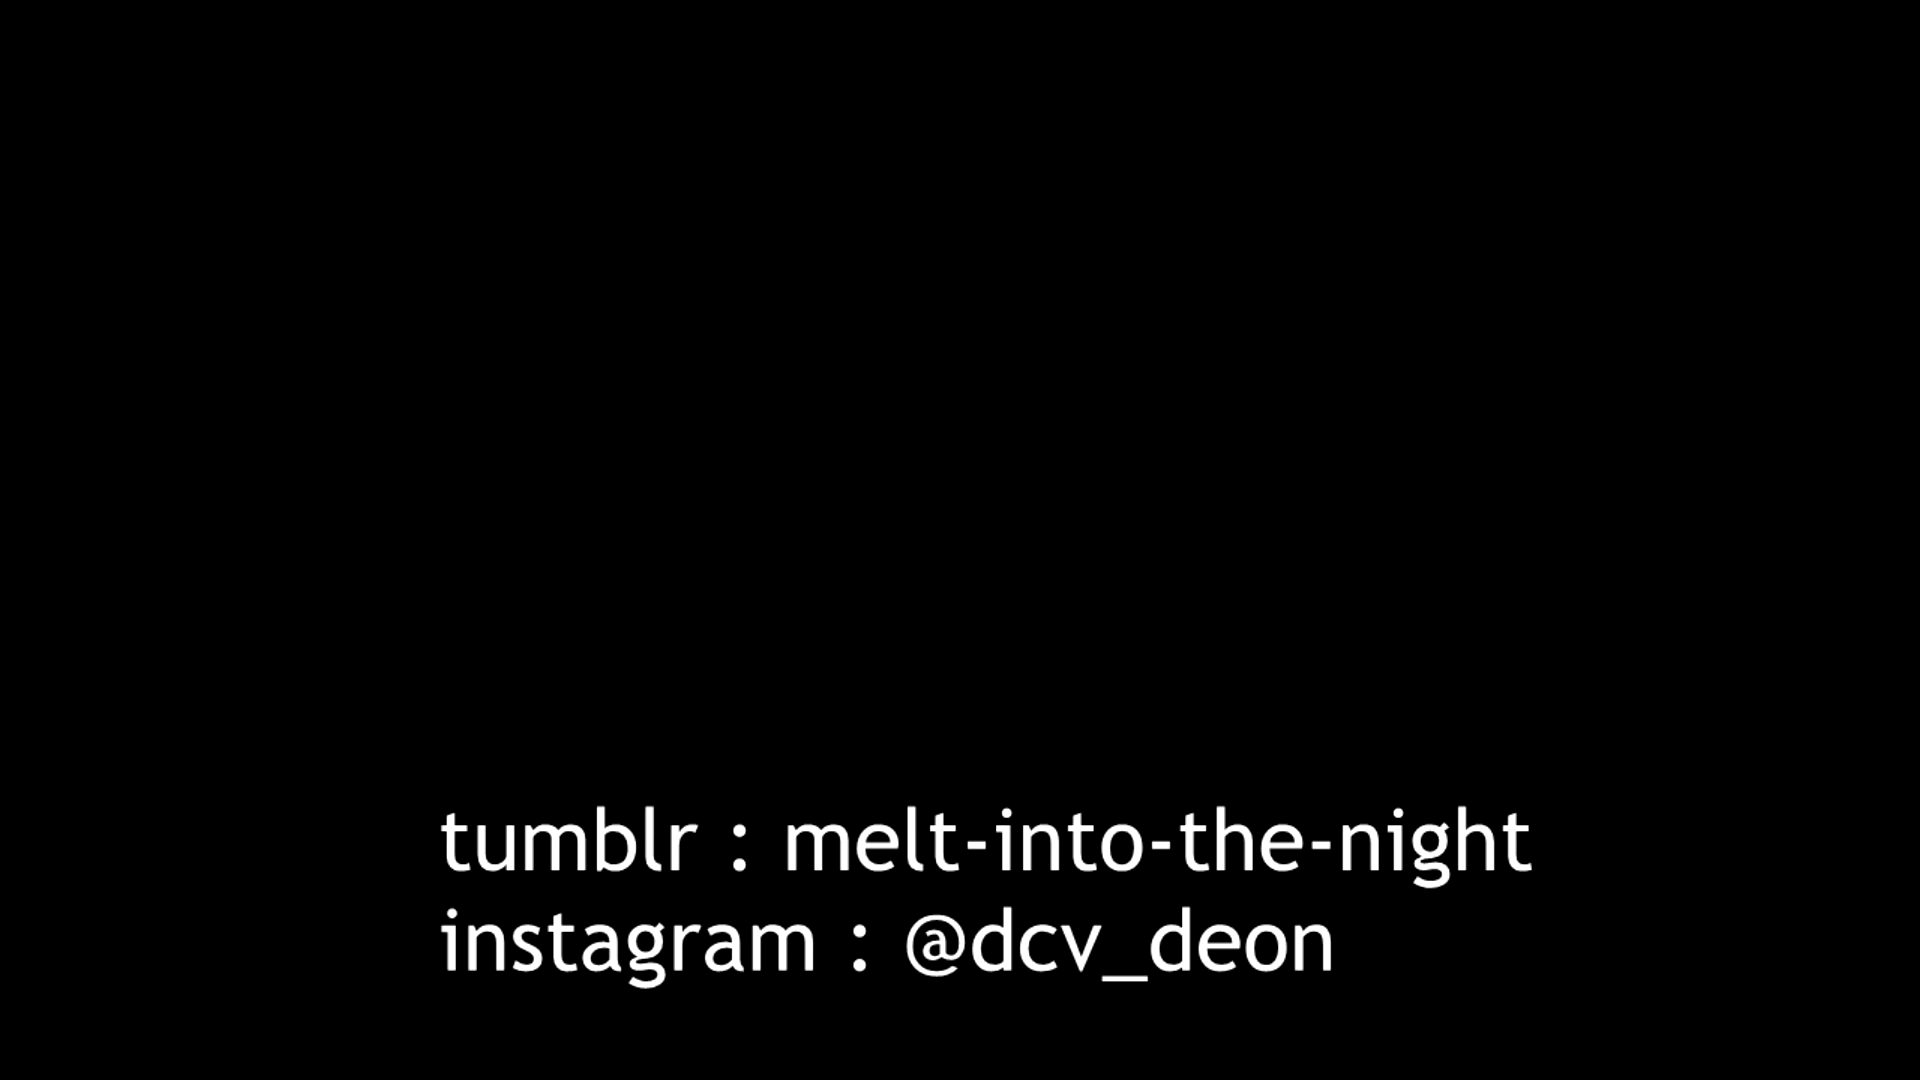 tumblr : melt-into-the-night
instagram : @dcv_deon